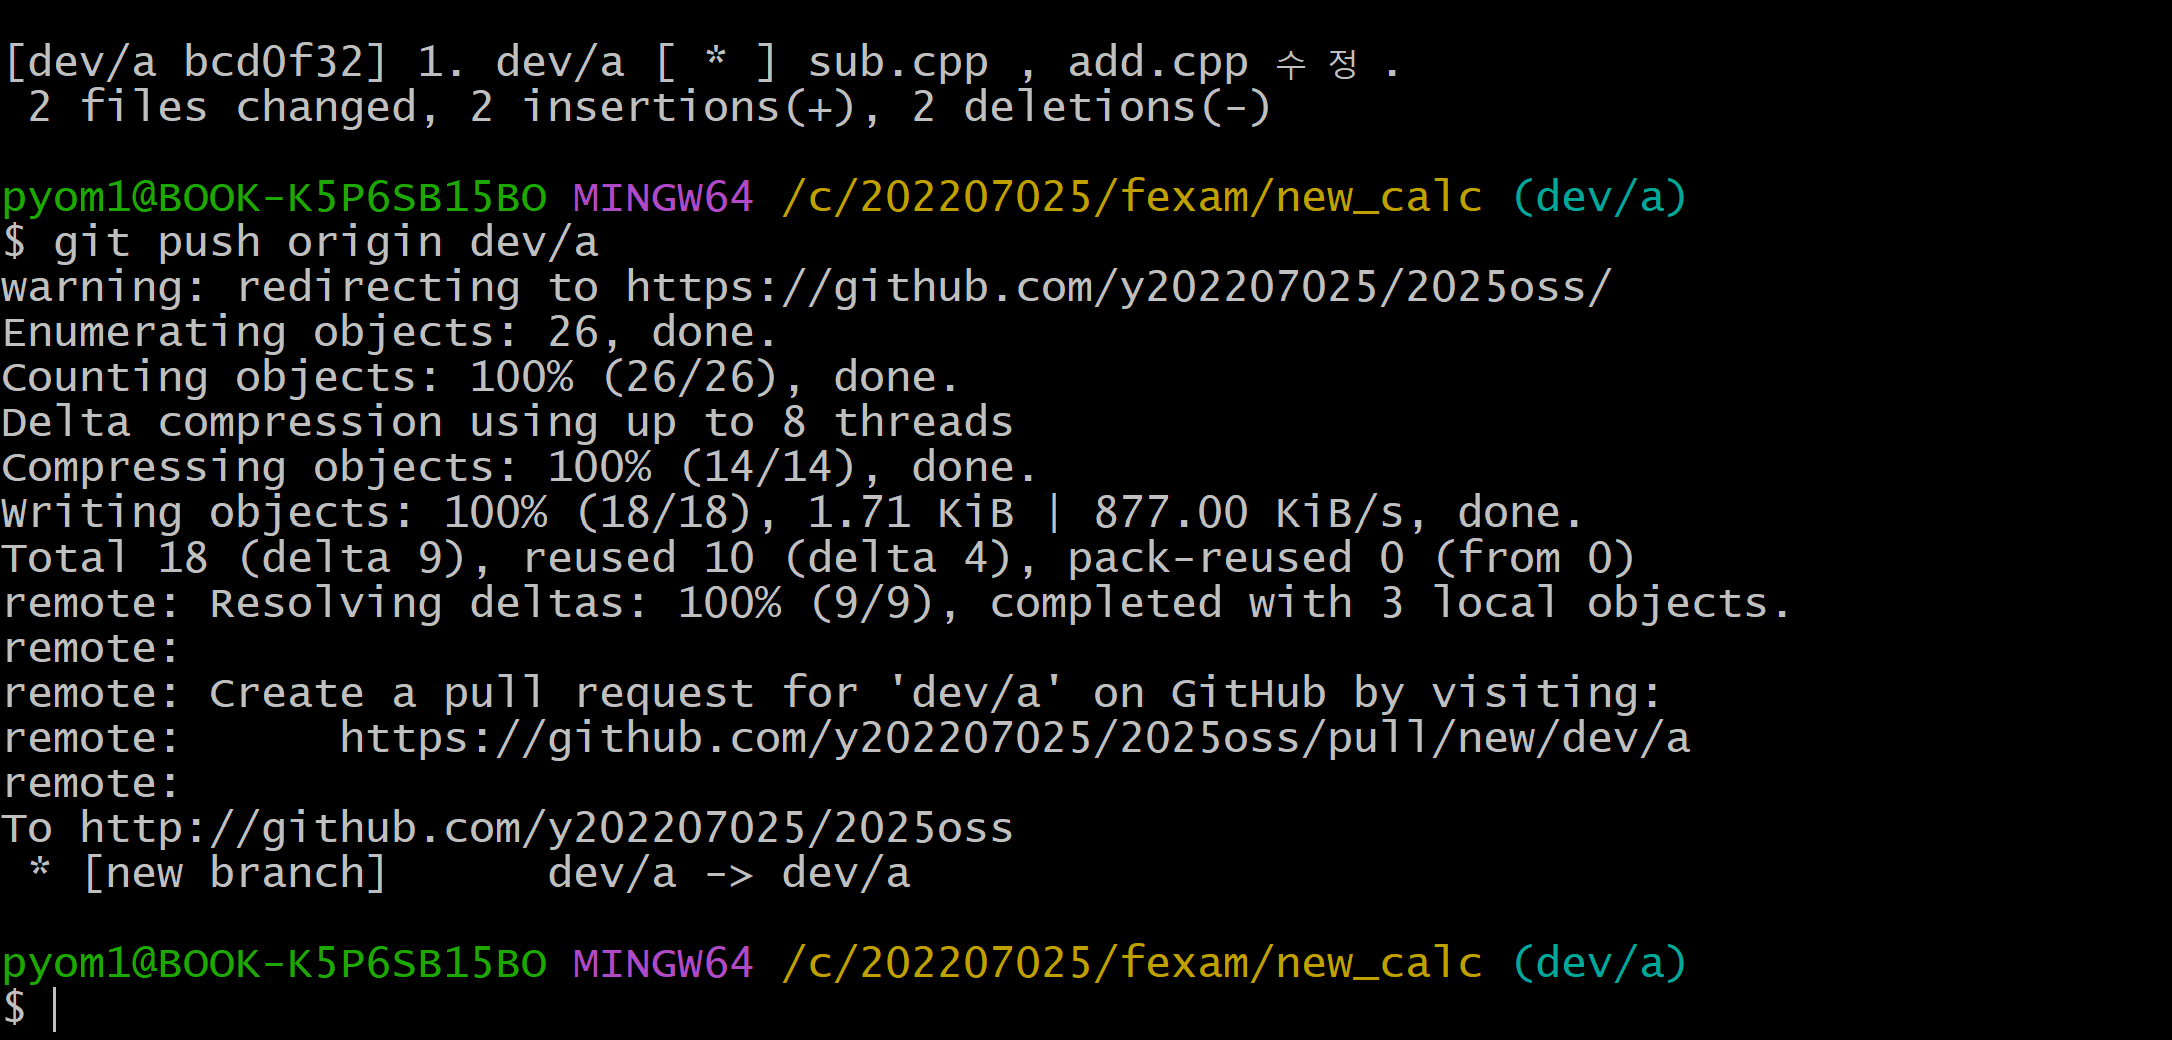 [dev/a bcd0f32] 1. dev/a [ * ] sub.cpp , add.cpp 수 정 .
 2 files changed, 2 insertions(+), 2 deletions(-)
pyom1@BOOK-K5P6SB15BO MINGW64 /c/202207025/fexam/new_calc (dev/a)
$ git push origin dev/a
warning: redirecting to https://github.com/y202207025/2025oss/
Enumerating objects: 26, done.
Counting objects: 100% (26/26), done.
Delta compression using up to 8 threads
Compressing objects: 100% (14/14), done.
Writing objects: 100% (18/18), 1.71 KiB | 877.00 KiB/s, done.
Total 18 (delta 9), reused 10 (delta 4), pack-reused 0 (from 0)
remote: Resolving deltas: 100% (9/9), completed with 3 local objects.
remote:
remote: Create a pull request for 'dev/a' on GitHub by visiting:
remote:      https://github.com/y202207025/2025oss/pull/new/dev/a
remote:
To http://github.com/y202207025/2025oss
 * [new branch]      dev/a -> dev/a
pyom1@BOOK-K5P6SB15BO MINGW64 /c/202207025/fexam/new_calc (dev/a)
$